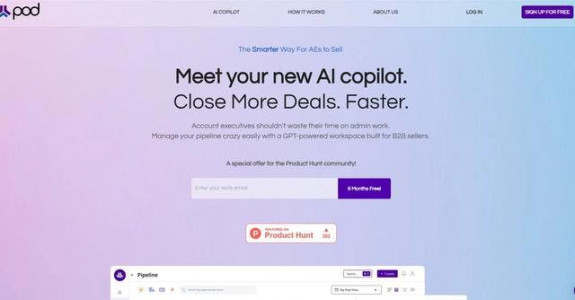 pod
AI COPILOT
HOW IT WORKS
ABOUT US
LOG IN
SIGN UP FOR FREE
The Smarter Way For AEs to Sell
Meet your new AI copilot.
Close More Deals. Faster.
Account executives shouldn't waste their time on admin work.
Manage your pipeline crazy easily with a GPT-powered workspace built for B2B sellers.
A special offer for the Product Hunt community!
Enter your work email
6 Months Free!
FEATURED ON
Product Hunt
Pipeline